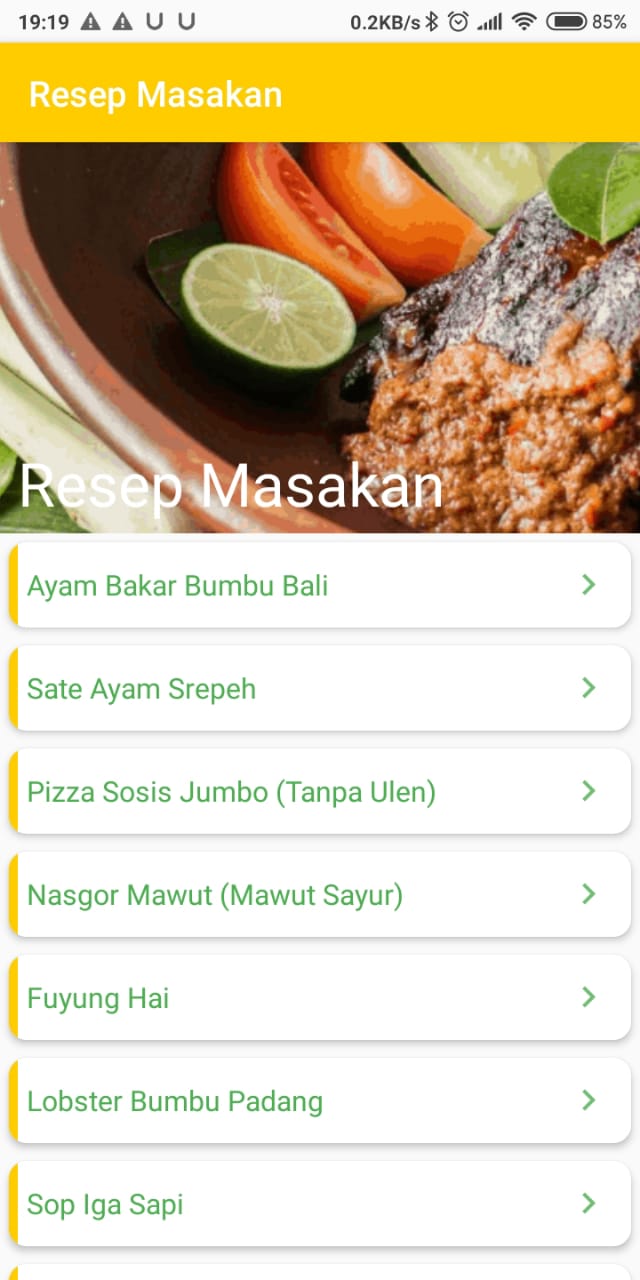 19:19 0.2KB/s 85%
Resep Masakan
Resep Masakan
Ayam Bakar Bumbu Bali
Sate Ayam Srepeh
Pizza Sosis Jumbo (Tanpa Ulen)
Nasgor Mawut (Mawut Sayur)
Fuyung Hai
Lobster Bumbu Padang
Sop Iga Sapi